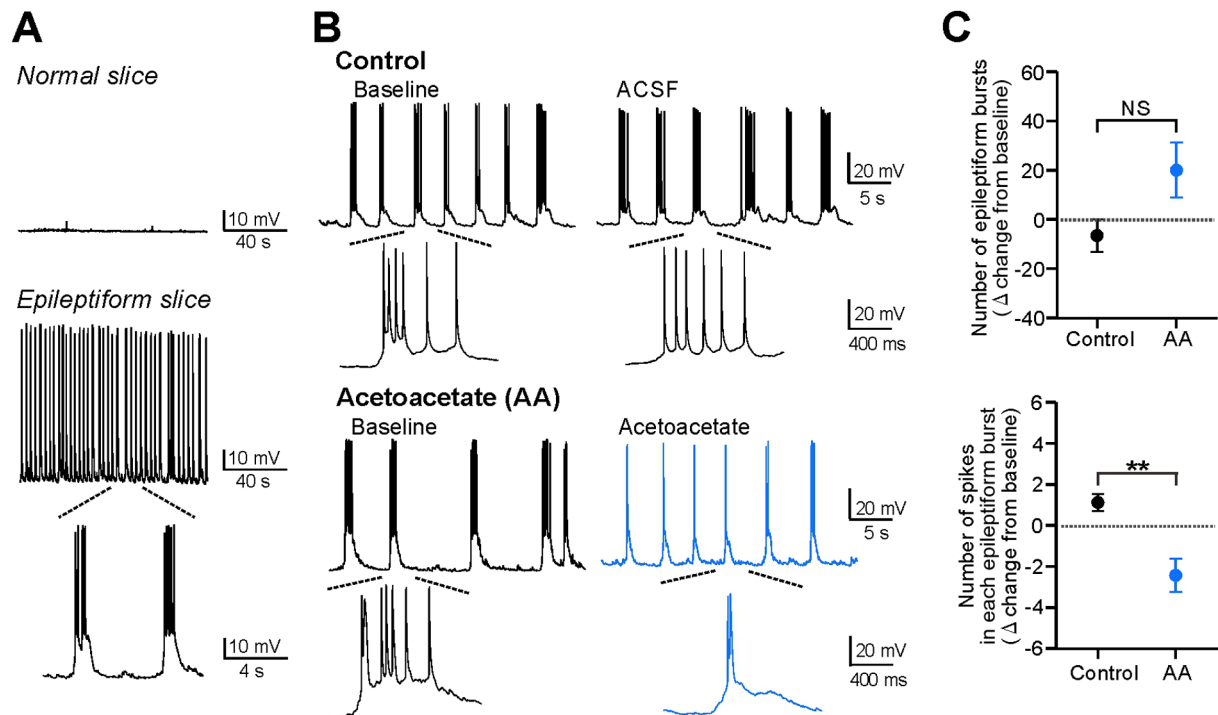 A
Normal slice
10 mV
40 s
Epileptiform slice
10 mV
40 s
10 mV
4 s
B
Control
Baseline
ACSF
20 mV
5 s
20 mV
400 ms
Acetoacetate (AA)
Baseline
Acetoacetate
20 mV
5 s
20 mV
400 ms
C
Number of epileptiform bursts
( Δ change from baseline)
60
40
20
0
-20
-40
NS
Control
AA
Number of spikes
in each epileptiform burst
( Δ change from baseline)
6
4
2
0
-2
-4
-6
**
Control
AA